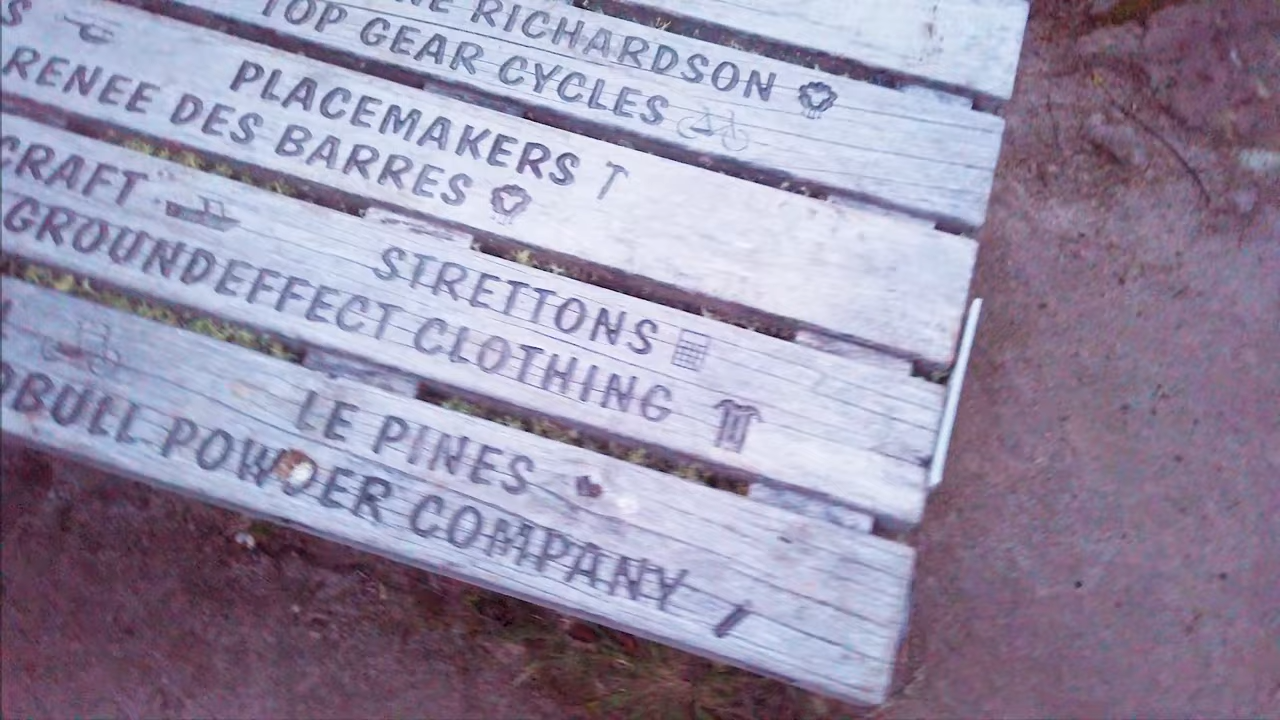 RICHARDSON
TOP GEAR CYCLES
PLACEMAKERS
RENEE DES BARRES
CRAFT
STRETTONS
GROUNDEFFECT CLOTHING
LE PINES
POWDER COMPANY